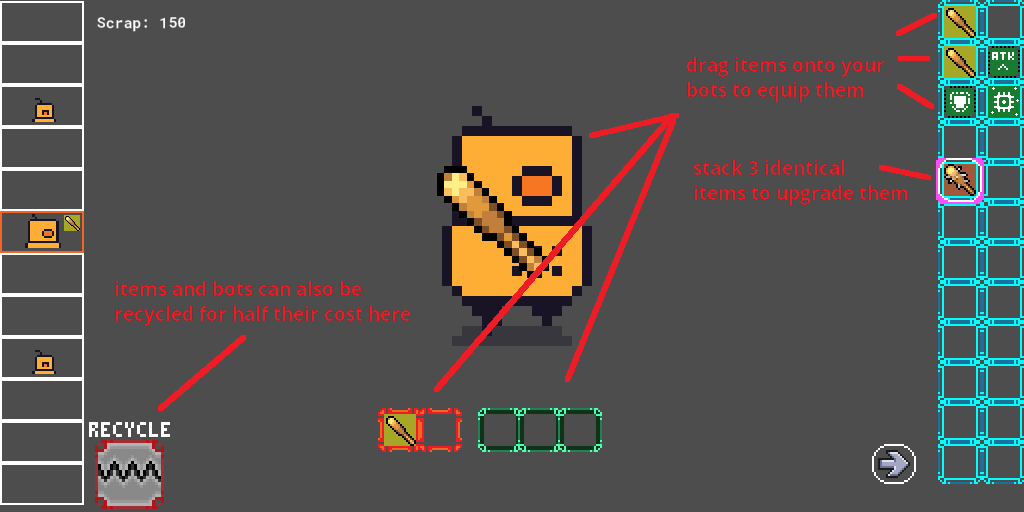 Scrap: 150
drag items onto your
bots to equip them
ATK
stack 3 identical
items to upgrade them
items and bots can also be
recycled for half their cost here
RECYCLE